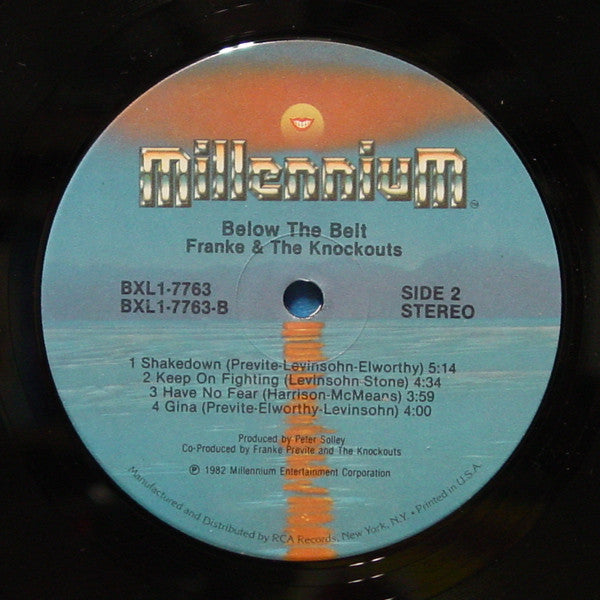 Millennium™
Below The Belt
Franke & The Knockouts
BXL1-7763
BXL1-7763-B
SIDE 2
STEREO
1 Shakedown (Previte-Levinsohn-Elworthy) 5:14
2 Keep On Fighting (Levinsohn Stone) 4:34
3 Have No Fear (Harrison-McMeans) 3:59
4 Gina (Previte-Elworthy-Levinsohn) 4:00
Produced by Peter Solley
Co-Produced by Franke Previte and The Knockouts
℗ 1982 Millennium Entertainment Corporation
Manufactured and Distributed by RCA Records, New York, N.Y. • Printed in U.S.A.